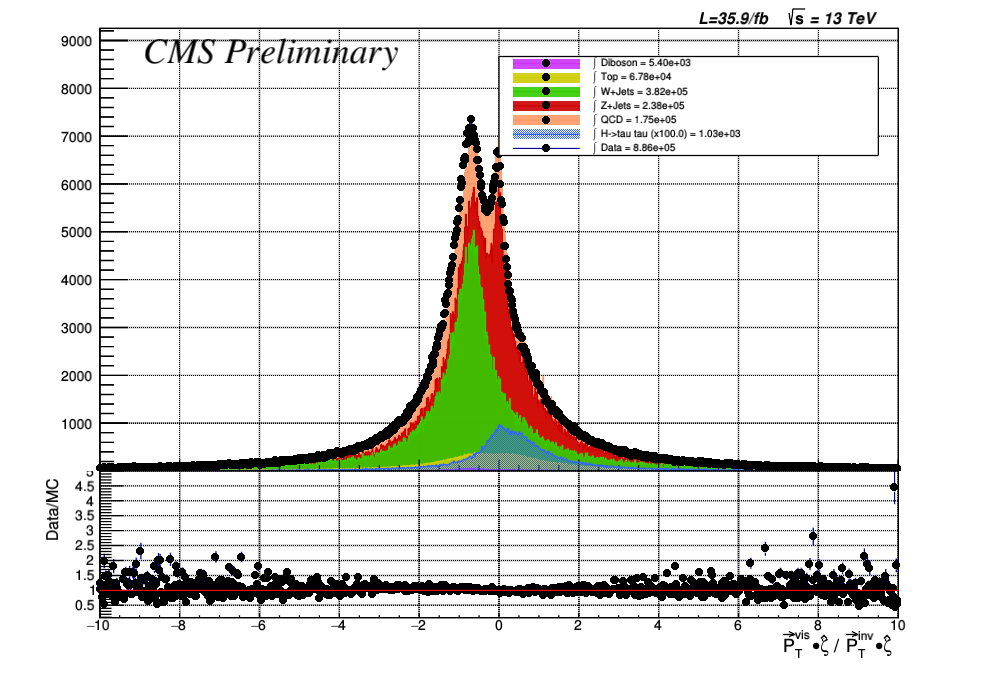 L=35.9/fb √s = 13 TeV
CMS Preliminary
9000
8000
7000
6000
5000
4000
3000
2000
1000
∫ Diboson = 5.40e+03
∫ Top = 6.78e+04
∫ W+Jets = 3.82e+05
∫ Z+Jets = 2.38e+05
∫ QCD = 1.75e+05
∫ H->tau tau (x100.0) = 1.03e+03
∫ Data = 8.86e+05
Data/MC
5
4.5
4
3.5
3
2.5
2
1.5
1
0.5
−10 −8 −6 −4 −2 0 2 4 6 8 10
P⃗_T^vis •ζ̂ / P⃗_T^inv •ζ̂